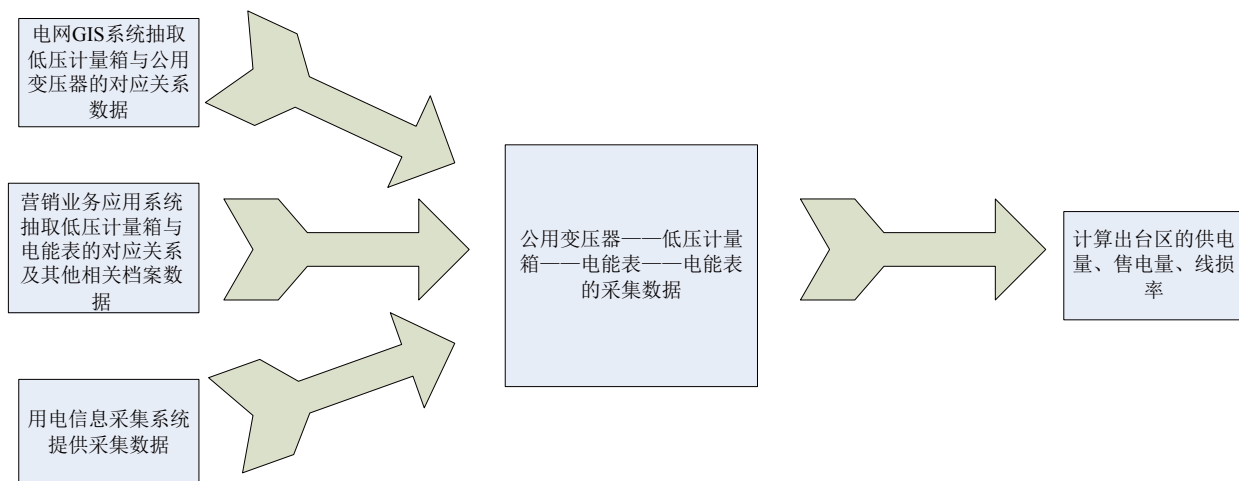 电网GIS系统抽取
低压计量箱与公用
变压器的对应关系
数据
营销业务应用系统
抽取低压计量箱与
电能表的对应关系
及其他相关档案数
据
用电信息采集系统
提供采集数据
公用变压器——低压计量
箱——电能表——电能表
的采集数据
计算出台区的供电
量、售电量、线损
率